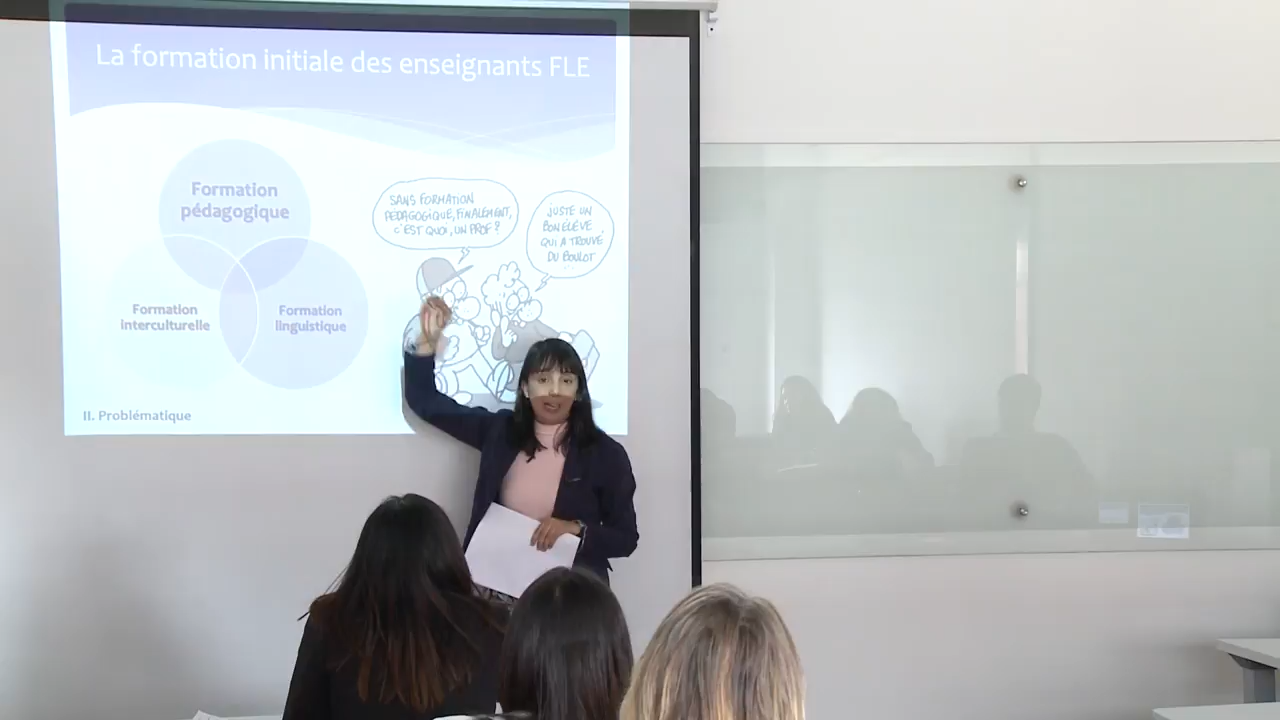 La formation initiale des enseignants FLE
Formation
pédagogique
Formation
interculturelle
Formation
linguistique
SANS FORMATION
PÉDAGOGIQUE, FINALEMENT,
C'EST QUOI, UN PROF ?
JUSTE UN
BON ÉLÈVE
QUI A TROUVÉ
DU BOULOT
...
II. Problématique